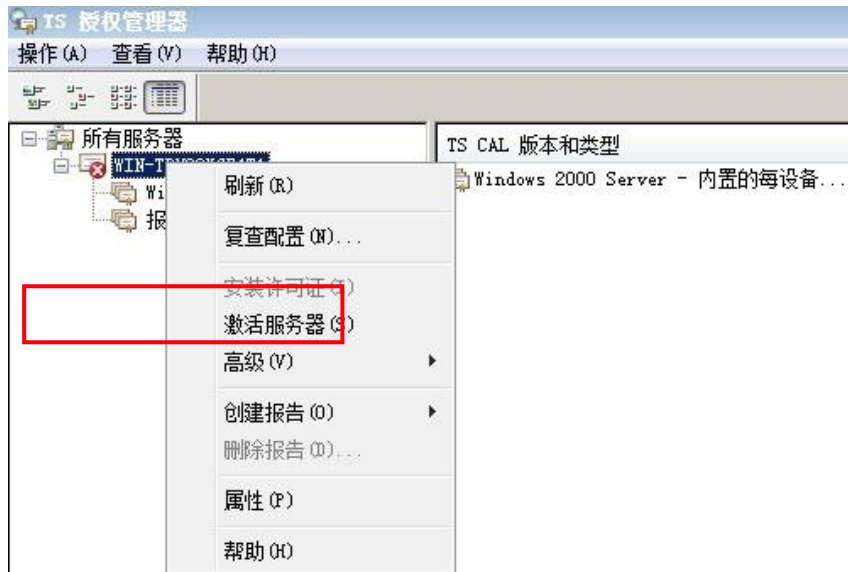 TS 授权管理器
操作(A) 查看(V) 帮助(H)
所有服务器
TS CAL 版本和类型
Wi
报
Windows 2000 Server - 内置的每设备...
刷新(R)
复查配置(N)...
安装许可证(I)
激活服务器(S)
高级(V)
创建报告(O)
删除报告(D)...
属性(P)
帮助(H)